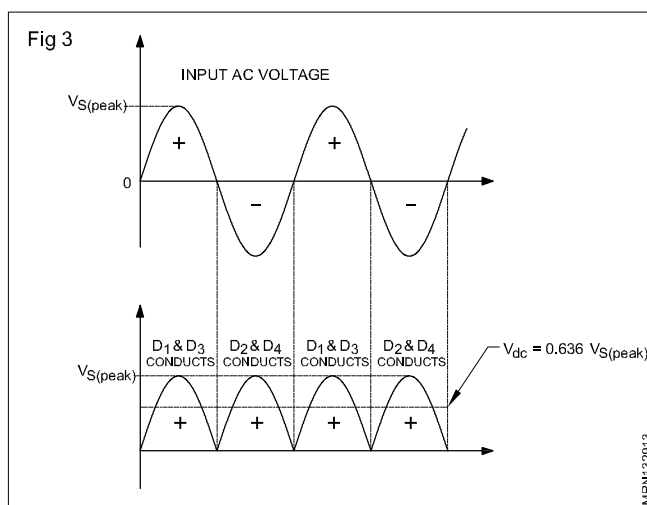 Fig 3
INPUT AC VOLTAGE
VS(peak)
+
+
0
–
–
D1 & D3 CONDUCTS
D2 & D4 CONDUCTS
D1 & D3 CONDUCTS
D2 & D4 CONDUCTS
Vdc = 0.636 VS(peak)
VS(peak)
+
+
+
+